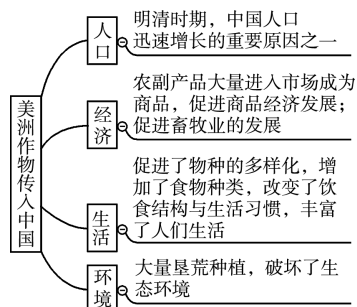 美洲作物传入中国
人口
明清时期，中国人口
迅速增长的重要原因之一
经济
农副产品大量进入市场成为
商品，促进商品经济发展；
促进畜牧业的发展
生活
促进了物种的多样化，增
加了食物种类，改变了饮
食结构与生活习惯，丰富
了人们生活
环境
大量垦荒种植，破坏了生
态环境